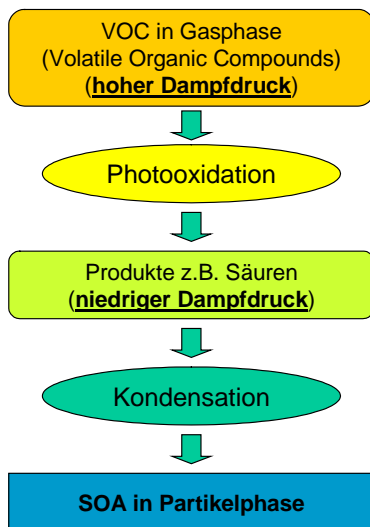 VOC in Gasphase
(Volatile Organic Compounds)
(hoher Dampfdruck)
Photooxidation
Produkte z.B. Säuren
(niedriger Dampfdruck)
Kondensation
SOA in Partikelphase